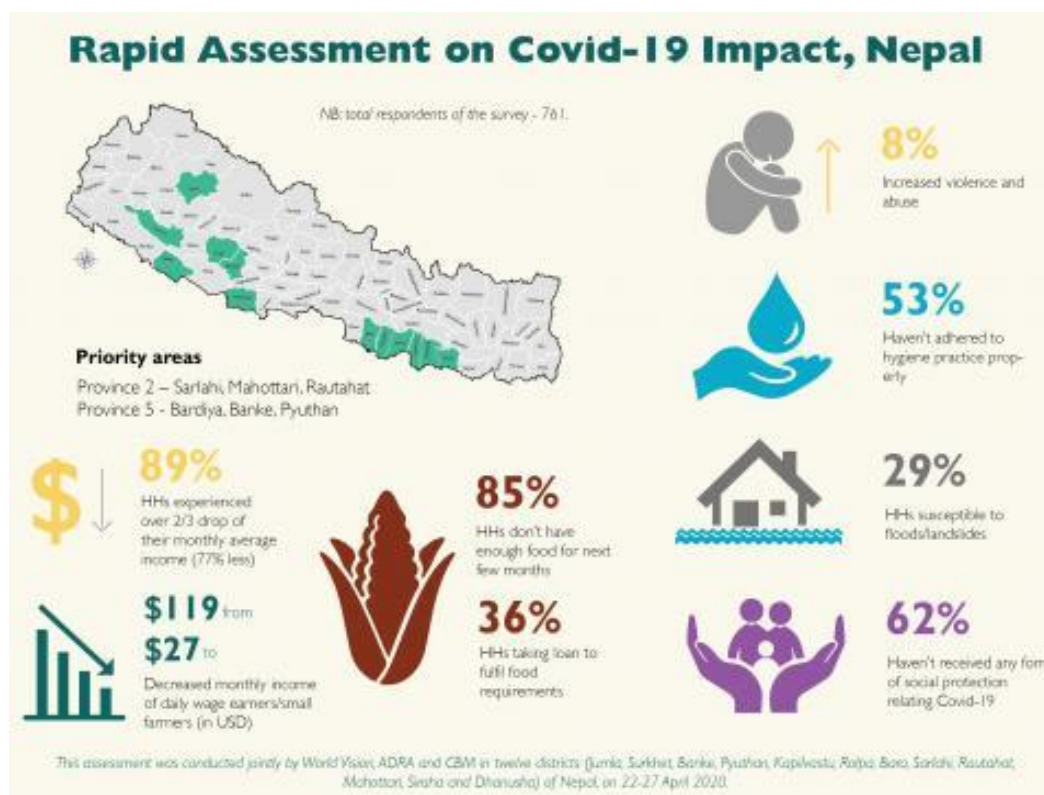 Rapid Assessment on Covid-19 Impact, Nepal
NB: total respondents of the survey - 761.
Priority areas
Province 2 – Sarlahi, Mahottari, Rautahat
Province 5 - Bardiya, Banke, Pyuthan
8%
Increased violence and
abuse
53%
Haven't adhered to
hygiene practice prop-
erly
29%
HHs susceptible to
floods/landslides
62%
Haven't received any for
of social protection
relating Covid-19
89%
HHs experienced
over 2/3 drop of
their monthly average
income (77% less)
$119 from
$27 to
Decreased monthly income
of daily wage earners/small
farmers (in USD)
85%
HHs don't have
enough food for next
few months
36%
HHs taking loan to
fulfil food
requirements
This assessment was conducted jointly by World Vision, ADRA and CBM in twelve districts (Jumla, Surkhet, Banke, Pyuthan, Kapilvastu, Rolpa, Bara, Sarlahi, Rautahat,
Mahottari, Siraha and Dhanusha) of Nepal, on 22-27 April 2020.